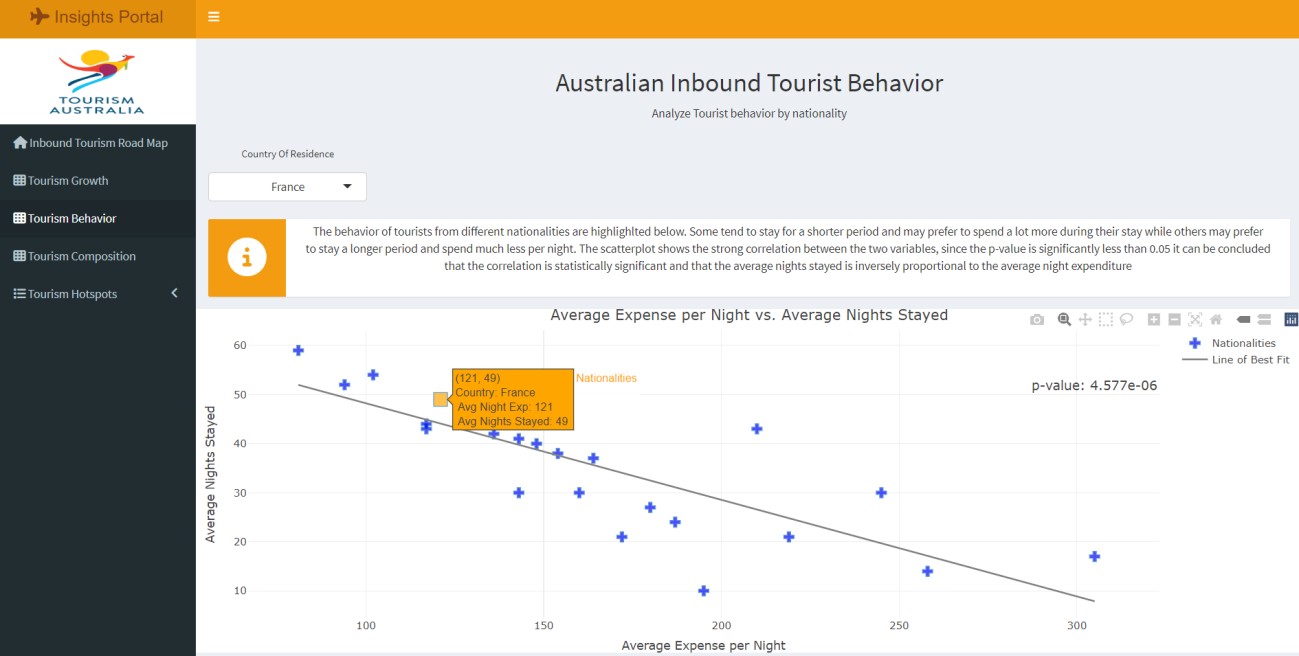 Insights Portal
TOURISM
AUSTRALIA
Inbound Tourism Road Map
Tourism Growth
Tourism Behavior
Tourism Composition
Tourism Hotspots
Australian Inbound Tourist Behavior
Analyze Tourist behavior by nationality
Country Of Residence
France
The behavior of tourists from different nationalities are highlighlted below. Some tend to stay for a shorter period and may prefer to spend a lot more during their stay while others may prefer
to stay a longer period and spend much less per night. The scatterplot shows the strong correlation between the two variables, since the p-value is significantly less than 0.05 it can be concluded
that the correlation is statistically significant and that the average nights stayed is inversely proportional to the average night expenditure
Average Expense per Night vs. Average Nights Stayed
Nationalities
Line of Best Fit
p-value: 4.577e-06
(121, 49)
Country: France
Avg Night Exp: 121
Avg Nights Stayed: 49
Nationalities
Average Nights Stayed
60
50
40
30
20
10
100
150
200
250
300
Average Expense per Night